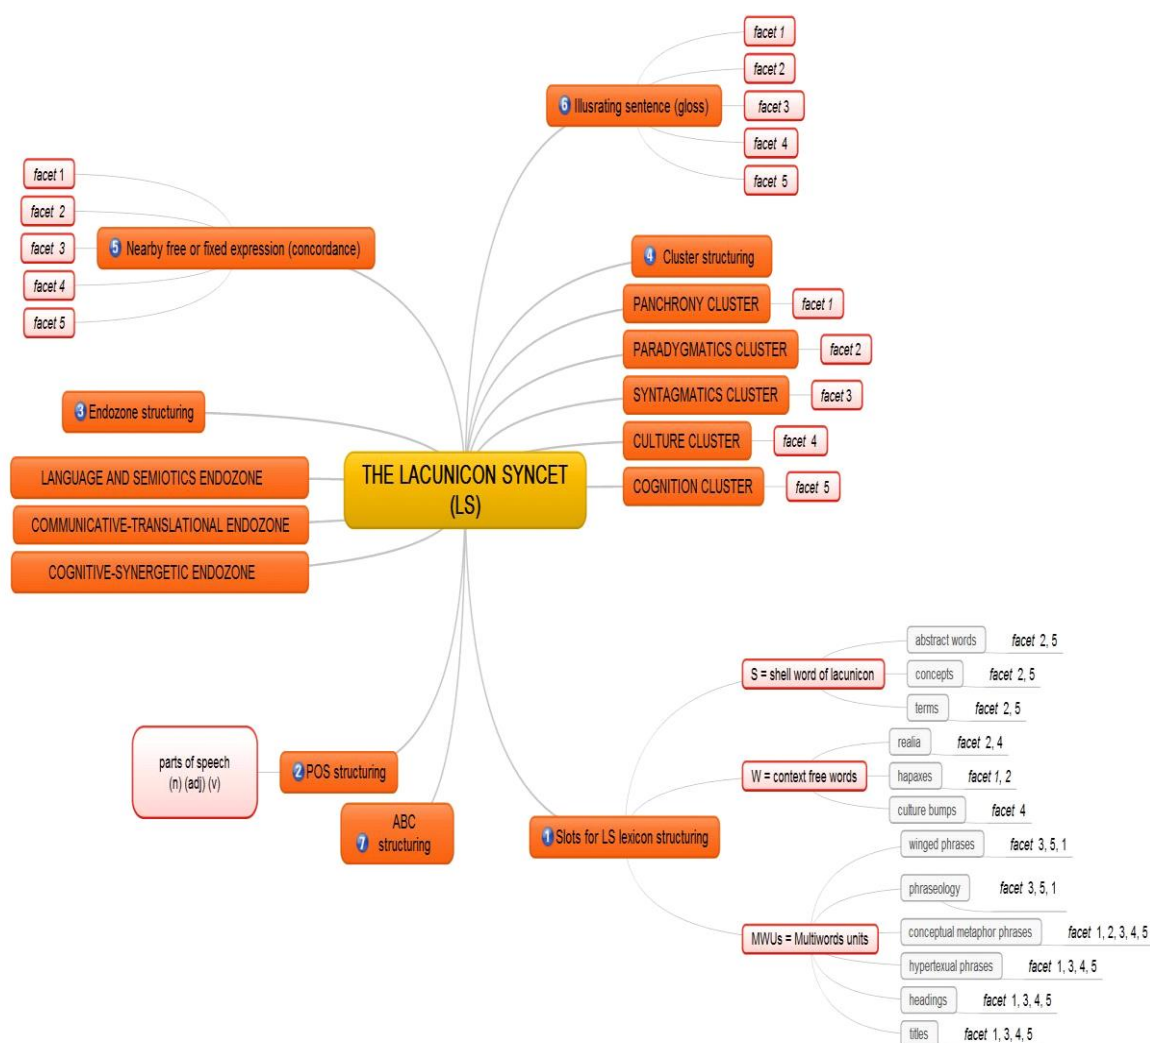 facet 1
facet 2
6 Illusrating sentence (gloss)
facet 3
facet 4
facet 5
facet 1
facet 2
5 Nearby free or fixed expression (concordance)
facet 3
facet 4
facet 5
4 Cluster structuring
PANCHRONY CLUSTER
facet 1
PARADYGMATICS CLUSTER
facet 2
SYNTAGMATICS CLUSTER
facet 3
CULTURE CLUSTER
facet 4
COGNITION CLUSTER
facet 5
3 Endozone structuring
LANGUAGE AND SEMIOTICS ENDOZONE
COMMUNICATIVE-TRANSLATIONAL ENDOZONE
COGNITIVE-SYNERGETIC ENDOZONE
THE LACUNICON SYNCET
(LS)
parts of speech
(n) (adj) (v)
2 POS structuring
ABC
7 structuring
1 Slots for LS lexicon structuring
S = shell word of lacunicon
abstract words
facet 2, 5
concepts
facet 2, 5
terms
facet 2, 5
W = context free words
realia
facet 2, 4
hapaxes
facet 1, 2
culture bumps
facet 4
MWUs = Multiwords units
winged phrases
facet 3, 5, 1
phraseology
facet 3, 5, 1
conceptual metaphor phrases
facet 1, 2, 3, 4, 5
hypertexual phrases
facet 1, 3, 4, 5
headings
facet 1, 3, 4, 5
titles
facet 1, 3, 4, 5